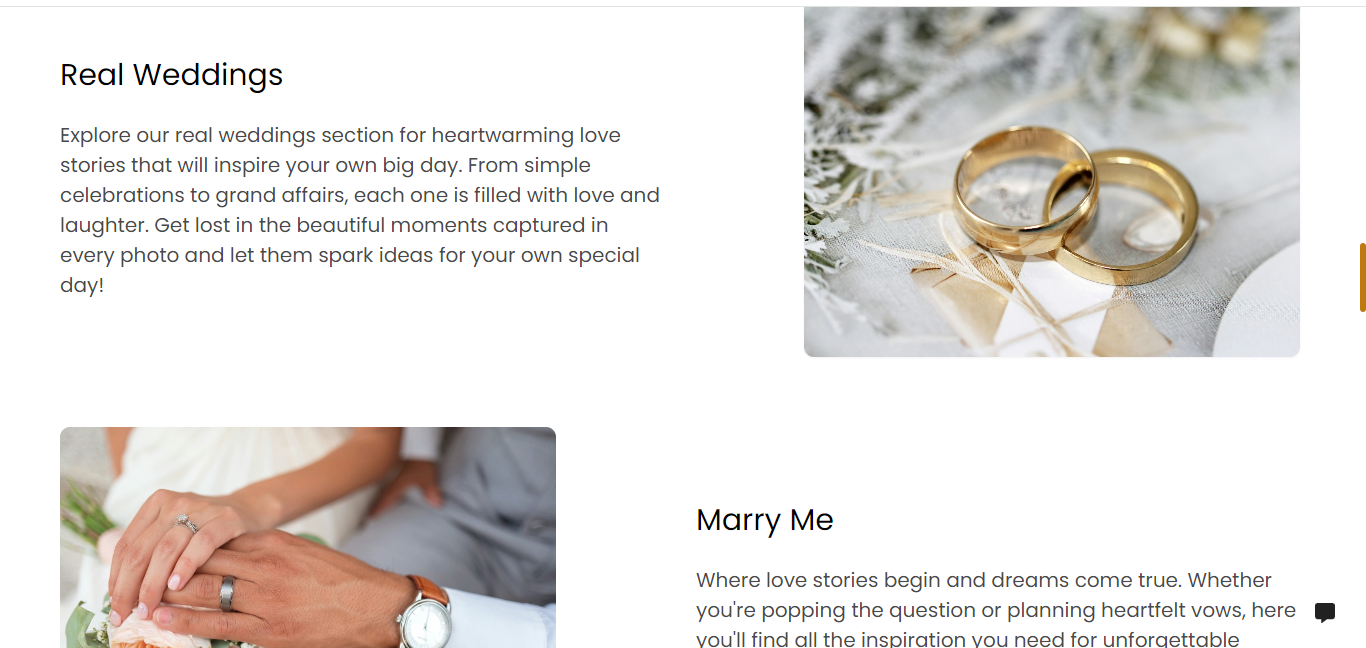 Real Weddings
Explore our real weddings section for heartwarming love
stories that will inspire your own big day. From simple
celebrations to grand affairs, each one is filled with love and
laughter. Get lost in the beautiful moments captured in
every photo and let them spark ideas for your own special
day!
Marry Me
Where love stories begin and dreams come true. Whether
you're popping the question or planning heartfelt vows, here
you'll find all the inspiration you need for unforgettable